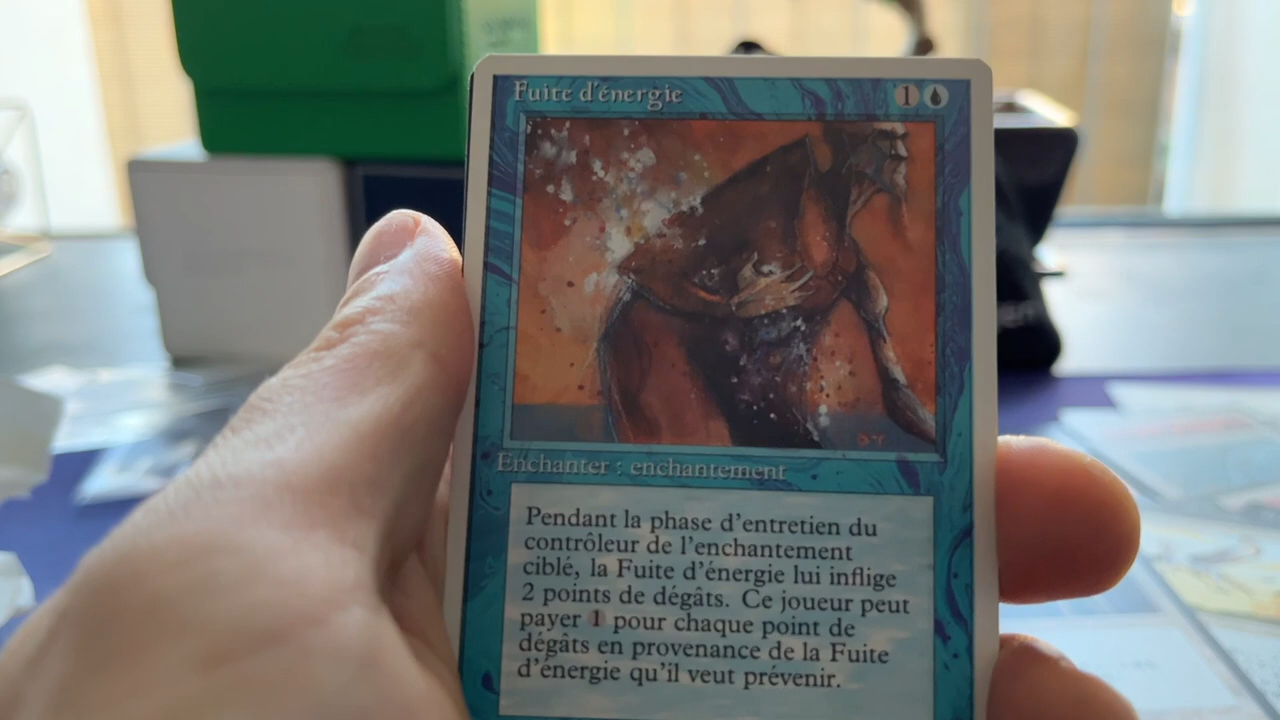 Fuite d'énergie 1
D T
Enchanter : enchantement
Pendant la phase d'entretien du
contrôleur de l'enchantement
ciblé, la Fuite d'énergie lui inflige
2 points de dégâts. Ce joueur peut
payer 1 pour chaque point de
dégâts en provenance de la Fuite
d'énergie qu'il veut prévenir.